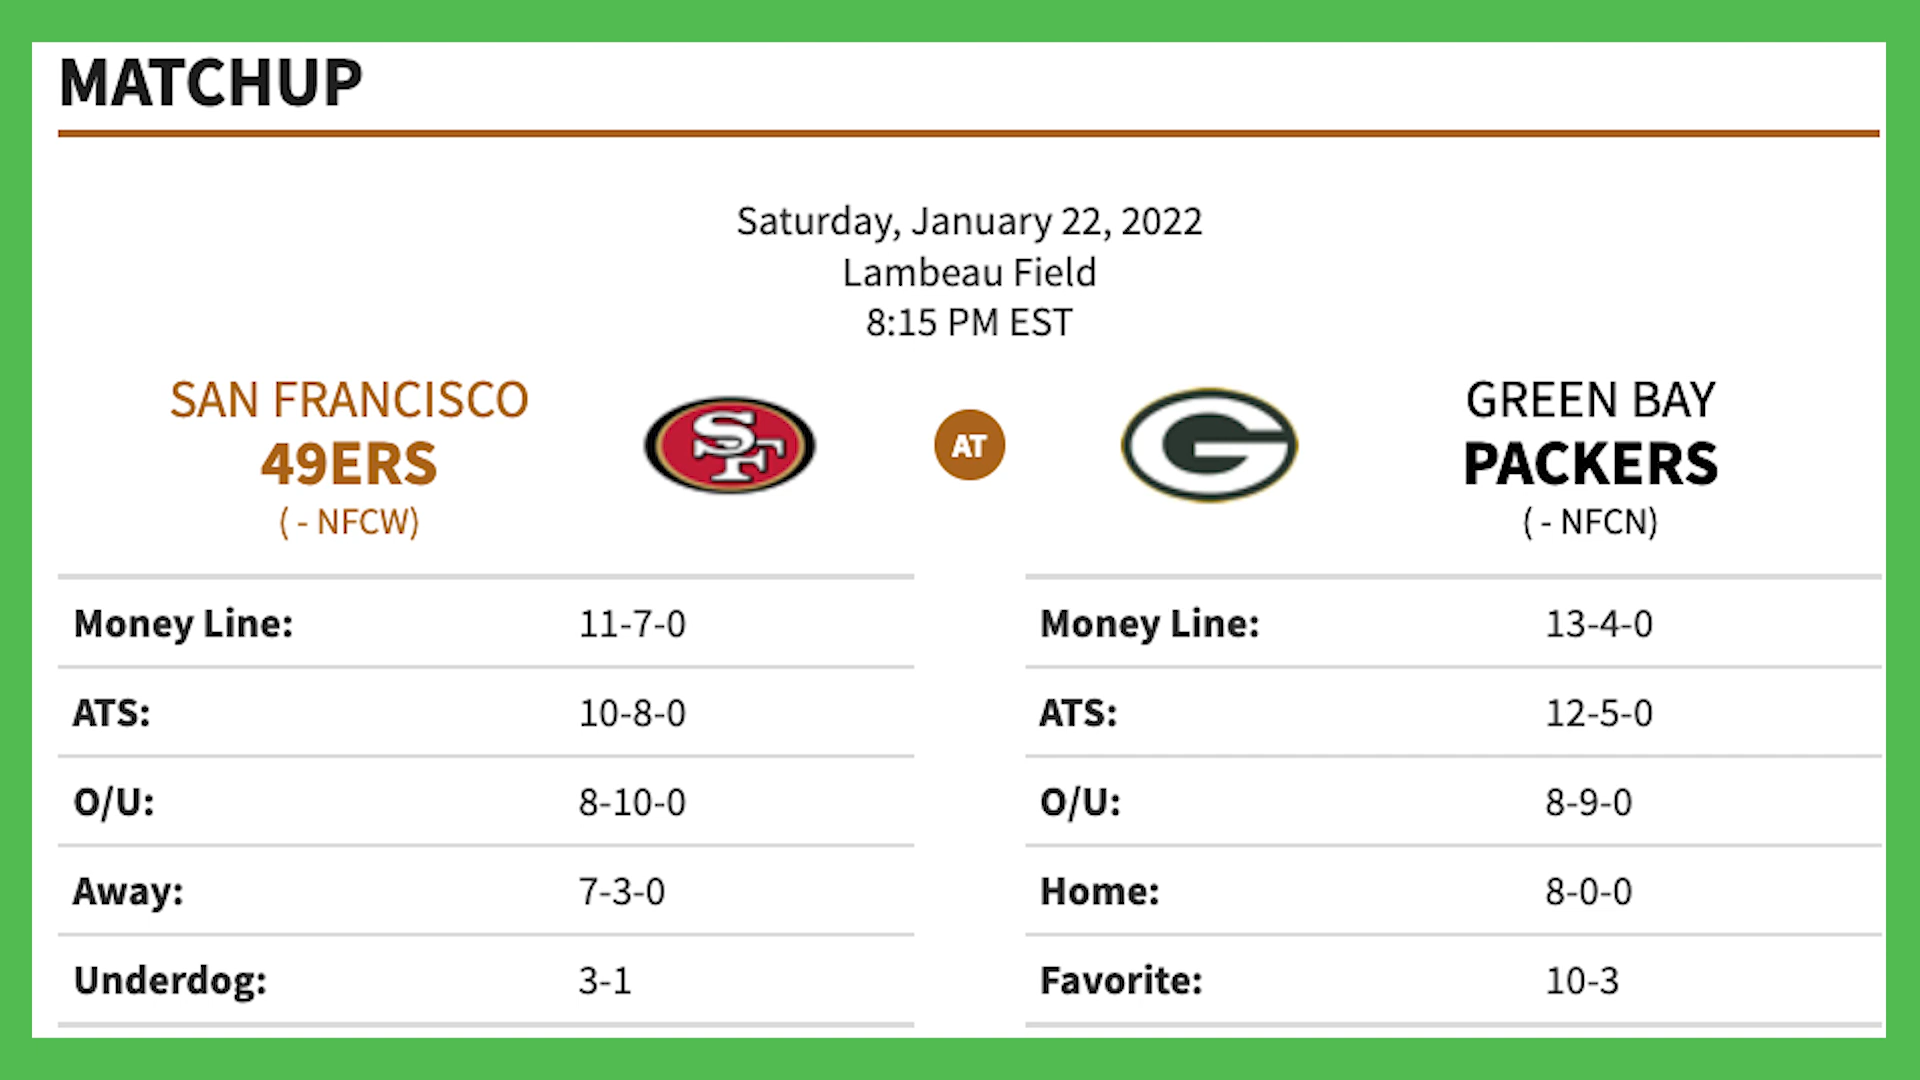 MATCHUP
Saturday, January 22, 2022
Lambeau Field
8:15 PM EST
SAN FRANCISCO
49ERS
( - NFCW)
SF
AT
G
GREEN BAY
PACKERS
( - NFCN)
Money Line: 11-7-0
ATS: 10-8-0
O/U: 8-10-0
Away: 7-3-0
Underdog: 3-1
Money Line: 13-4-0
ATS: 12-5-0
O/U: 8-9-0
Home: 8-0-0
Favorite: 10-3